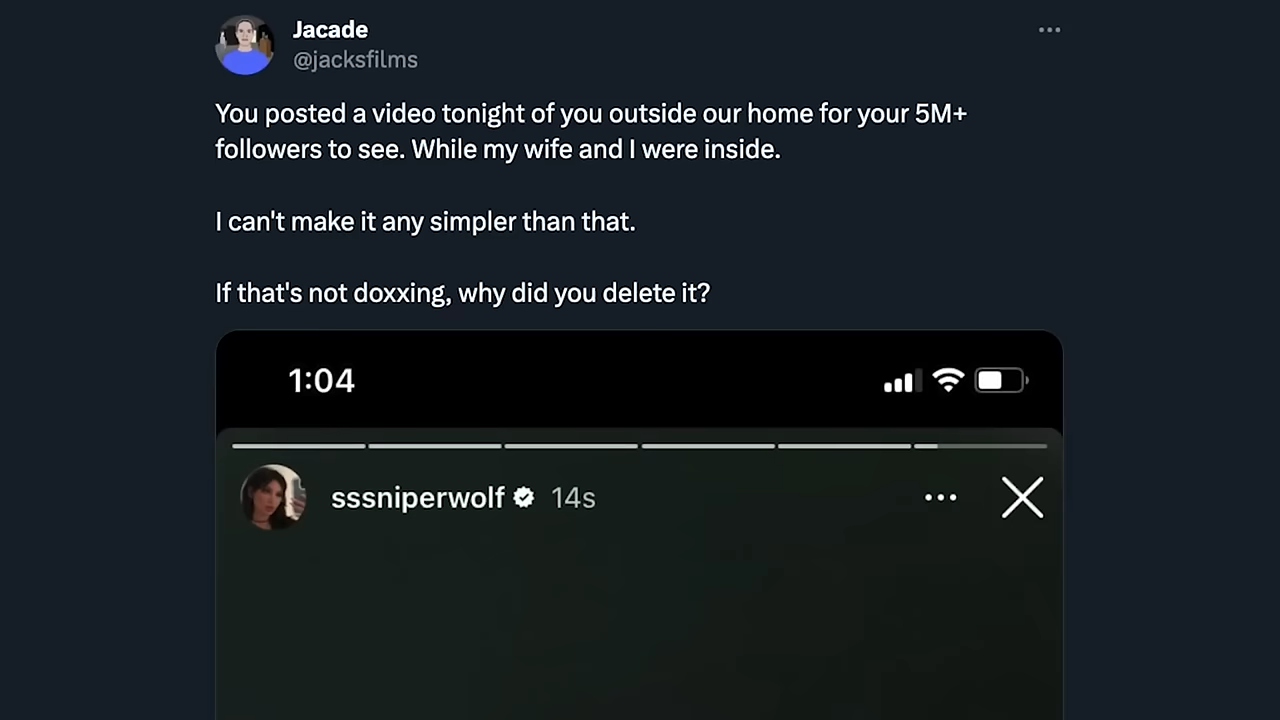 Jacade
@jacksfilms
You posted a video tonight of you outside our home for your 5M+
followers to see. While my wife and I were inside.
I can't make it any simpler than that.
If that's not doxxing, why did you delete it?
1:04
sssniperwolf 14s